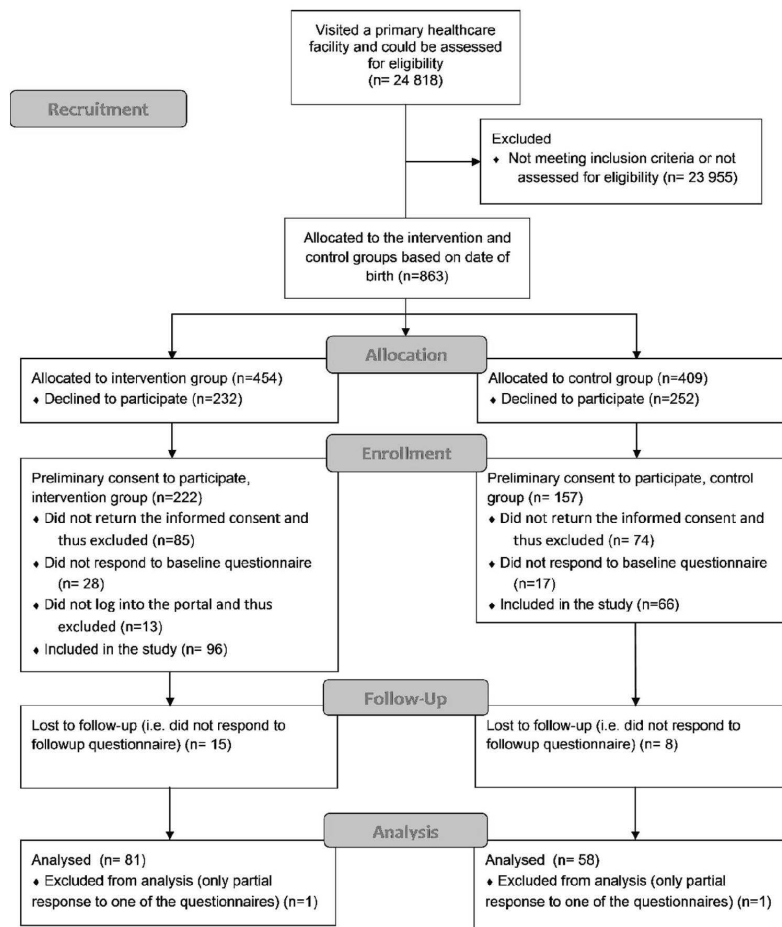 Visited a primary healthcare
facility and could be assessed
for eligibility
(n= 24 818)
Recruitment
Excluded
♦ Not meeting inclusion criteria or not
assessed for eligibility (n= 23 955)
Allocated to the intervention and
control groups based on date of
birth (n=863)
Allocation
Allocated to intervention group (n=454)
♦ Declined to participate (n=232)
Allocated to control group (n=409)
♦ Declined to participate (n=252)
Enrollment
Preliminary consent to participate,
intervention group (n=222)
♦ Did not return the informed consent and
thus excluded (n=85)
♦ Did not respond to baseline questionnaire
(n= 28)
♦ Did not log into the portal and thus
excluded (n=13)
♦ Included in the study (n= 96)
Preliminary consent to participate, control
group (n= 157)
♦ Did not return the informed consent and
thus excluded (n= 74)
♦ Did not respond to baseline questionnaire
(n=17)
♦ Included in the study (n=66)
Follow-Up
Lost to follow-up (i.e. did not respond to
followup questionnaire) (n= 15)
Lost to follow-up (i.e. did not respond to
followup questionnaire) (n= 8)
Analysis
Analysed (n= 81)
♦ Excluded from analysis (only partial
response to one of the questionnaires) (n=1)
Analysed (n= 58)
♦ Excluded from analysis (only partial
response to one of the questionnaires) (n=1)